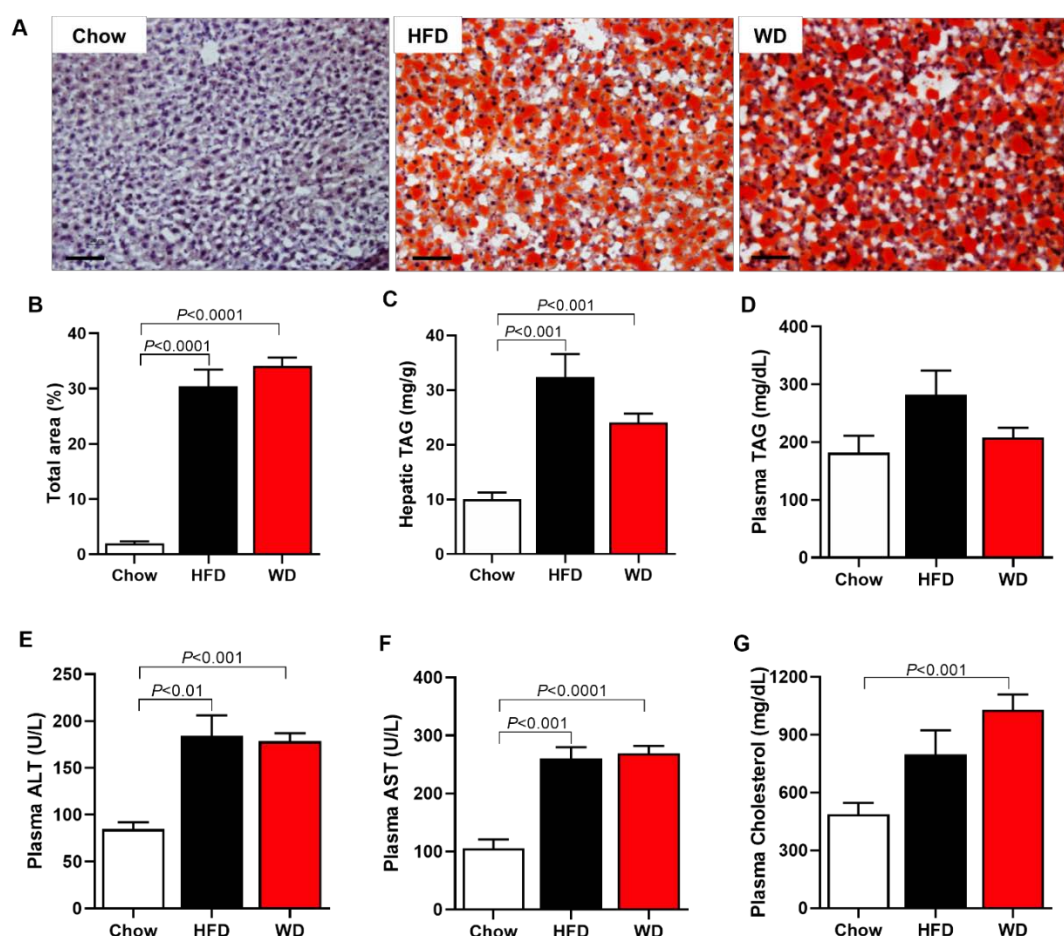 A
Chow
HFD
WD
B
Total area (%)
40
30
20
10
0
P<0.0001
P<0.0001
Chow HFD WD
C
Hepatic TAG (mg/g)
40
30
20
10
0
P<0.001
P<0.001
Chow HFD WD
D
Plasma TAG (mg/dL)
400
300
200
100
0
Chow HFD WD
E
Plasma ALT (U/L)
250
200
150
100
50
0
P<0.001
P<0.01
Chow HFD WD
F
Plasma AST (U/L)
400
300
200
100
0
P<0.0001
P<0.001
Chow HFD WD
G
Plasma Cholesterol (mg/dL)
1200
900
600
300
0
P<0.001
Chow HFD WD